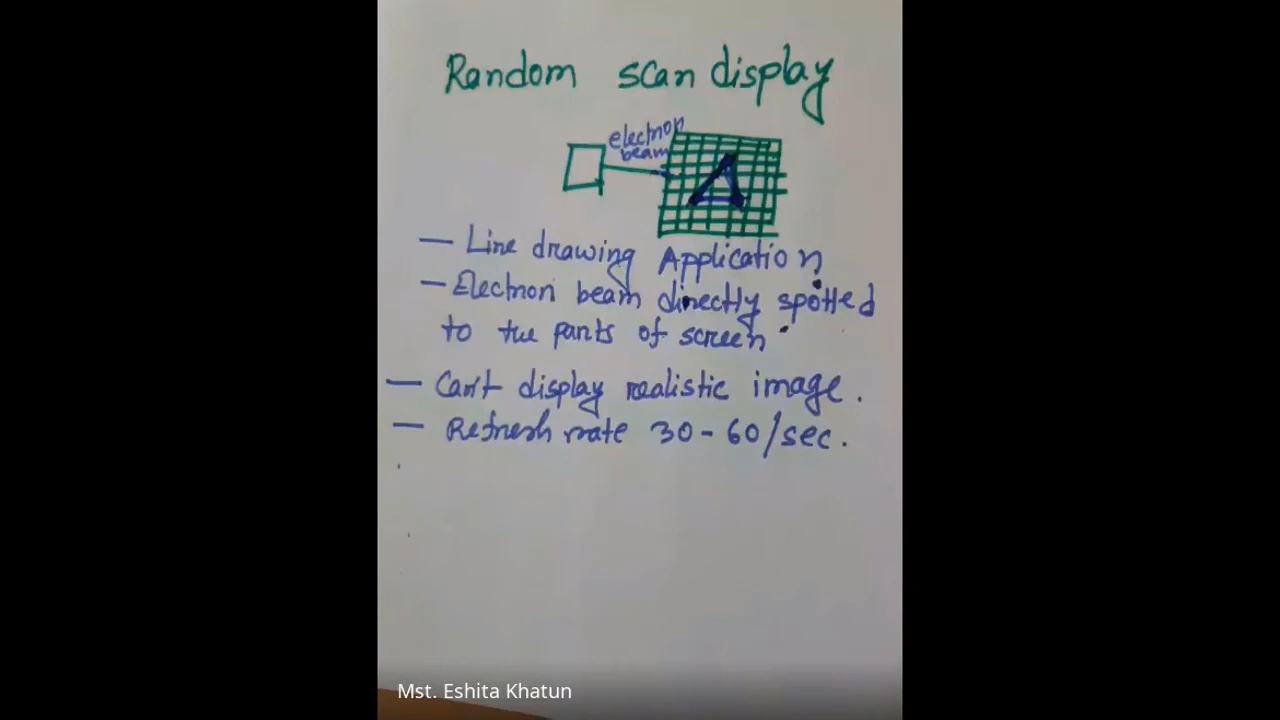 Random scan display
electron
beam
— Line drawing Application
— Electron beam directly spotted
to the parts of screen
— Can't display realistic image.
— Refresh rate 30-60/sec.
Mst. Eshita Khatun